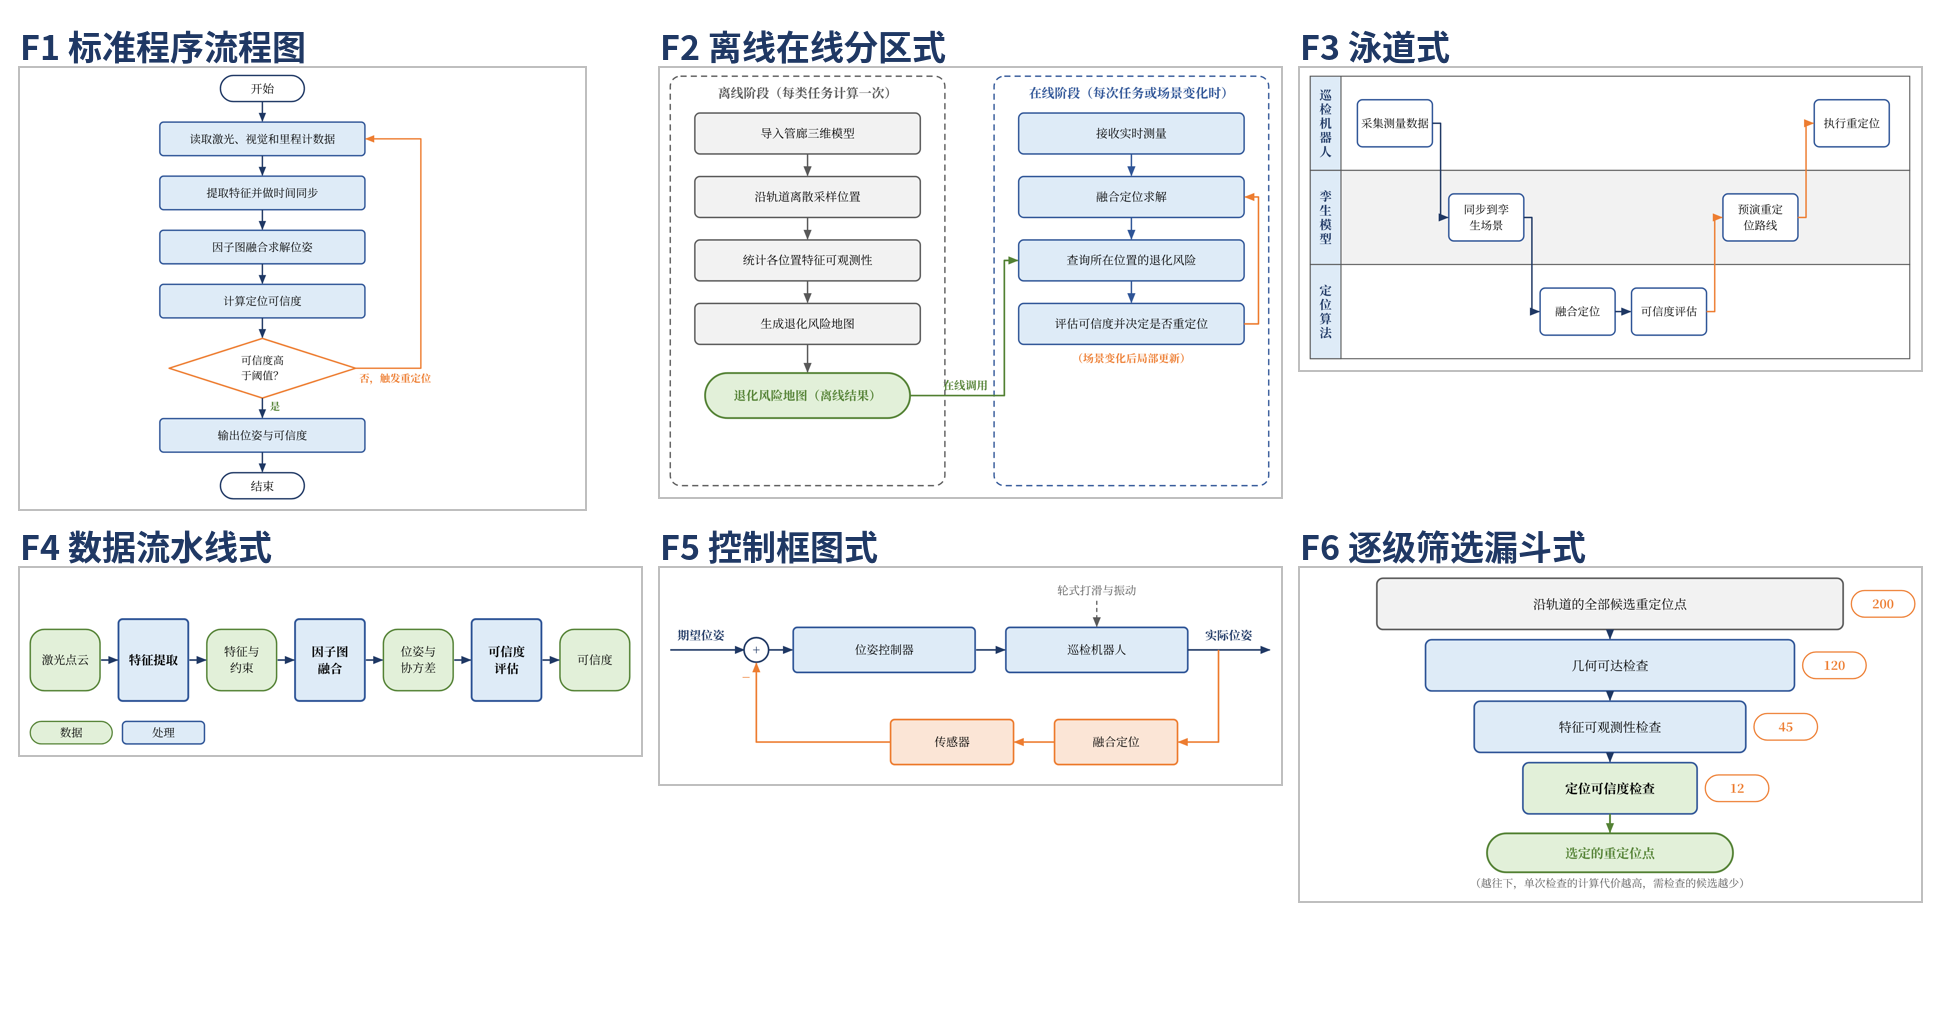 F1 标准程序流程图
开始
读取激光、视觉和里程计数据
提取特征并做时间同步
因子图融合求解位姿
计算定位可信度
可信度高
于阈值?
否，触发重定位
是
输出位姿与可信度
结束
F2 离线在线分区式
离线阶段（每类任务计算一次）
导入管廊三维模型
沿轨道离散采样位置
统计各位置特征可观测性
生成退化风险地图
退化风险地图（离线结果）
在线调用
在线阶段（每次任务或场景变化时）
接收实时测量
融合定位求解
查询所在位置的退化风险
评估可信度并决定是否重定位
（场景变化后局部更新）
F3 泳道式
巡检机器人
采集测量数据
执行重定位
孪生模型
同步到孪
生场景
预演重定
位路线
定位算法
融合定位
可信度评估
F4 数据流水线式
激光点云
特征提取
特征与
约束
因子图
融合
位姿与
协方差
可信度
评估
可信度
数据
处理
F5 控制框图式
轮式打滑与振动
期望位姿
+
−
位姿控制器
巡检机器人
实际位姿
传感器
融合定位
F6 逐级筛选漏斗式
沿轨道的全部候选重定位点
200
几何可达检查
120
特征可观测性检查
45
定位可信度检查
12
选定的重定位点
（越往下，单次检查的计算代价越高，需检查的候选越少）